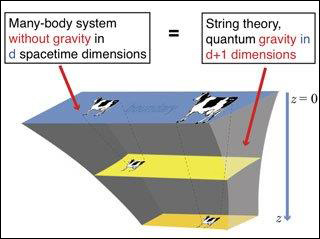 Many-body system
without gravity in
d spacetime dimensions
=
String theory,
quantum gravity in
d+1 dimensions
boundary
z = 0
z